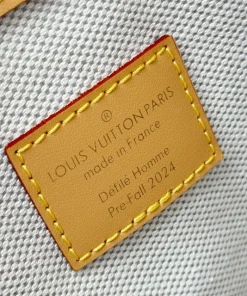 ®
LOUIS VUITTON PARIS
made in France
Défilé Homme
Pre-Fall 2024